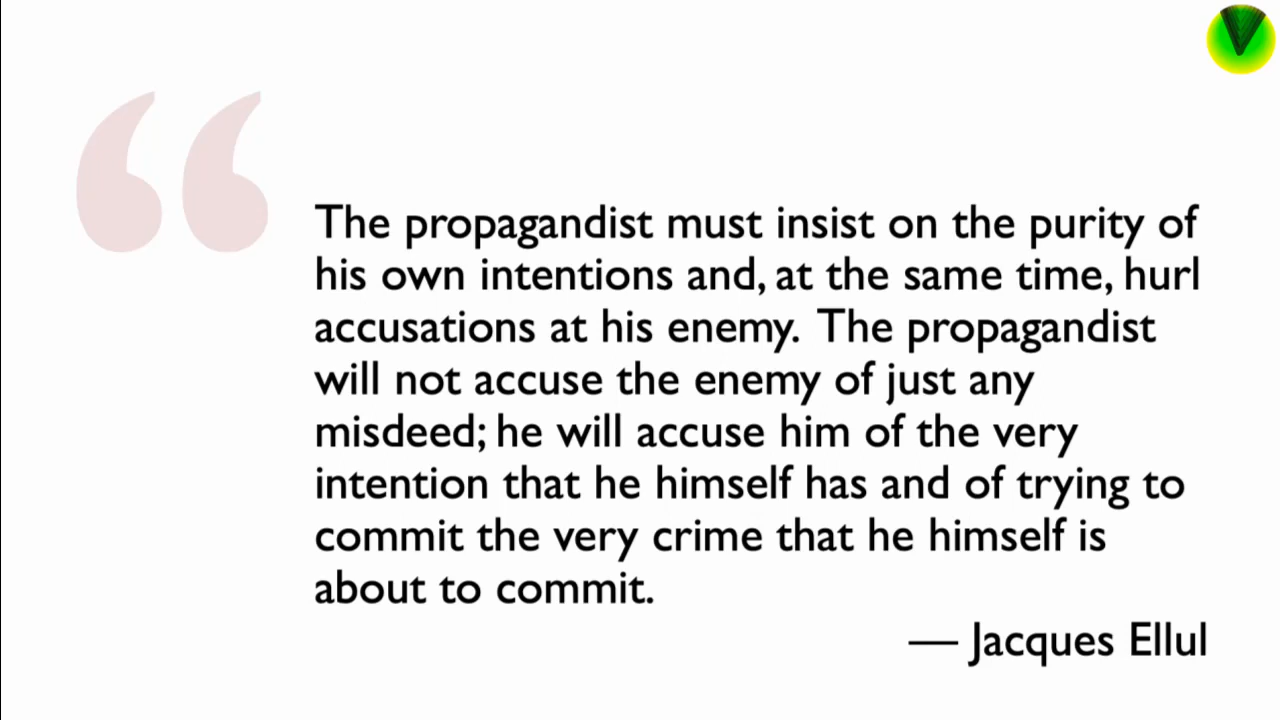 The propagandist must insist on the purity of
his own intentions and, at the same time, hurl
accusations at his enemy. The propagandist
will not accuse the enemy of just any
misdeed; he will accuse him of the very
intention that he himself has and of trying to
commit the very crime that he himself is
about to commit.
— Jacques Ellul